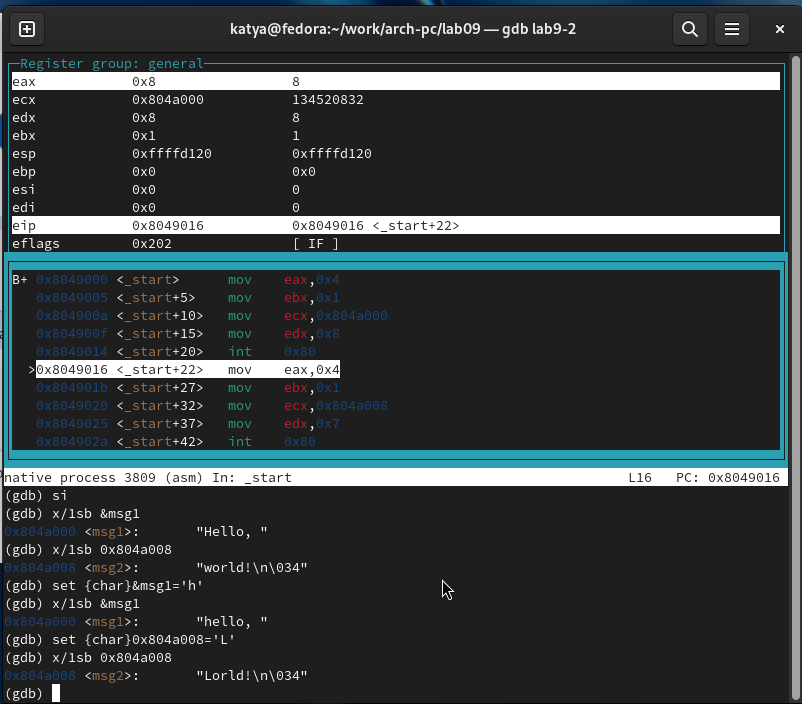 katya@fedora:~/work/arch-pc/lab09 — gdb lab9-2
Register group: general
eax 0x8 8
ecx 0x804a000 134520832
edx 0x8 8
ebx 0x1 1
esp 0xffffd120 0xffffd120
ebp 0x0 0x0
esi 0x0 0
edi 0x0 0
eip 0x8049016 0x8049016 <_start+22>
eflags 0x202 [ IF ]
B+ 0x8049000 <_start> mov eax,0x4
0x8049005 <_start+5> mov ebx,0x1
0x804900a <_start+10> mov ecx,0x804a000
0x804900f <_start+15> mov edx,0x8
0x8049014 <_start+20> int 0x80
>0x8049016 <_start+22> mov eax,0x4
0x804901b <_start+27> mov ebx,0x1
0x8049020 <_start+32> mov ecx,0x804a008
0x8049025 <_start+37> mov edx,0x7
0x804902a <_start+42> int 0x80
native process 3809 (asm) In: _start L16 PC: 0x8049016
(gdb) si
(gdb) x/1sb &msg1
0x804a000 <msg1>: "Hello, "
(gdb) x/1sb 0x804a008
0x804a008 <msg2>: "world!\n\034"
(gdb) set {char}&msg1='h'
(gdb) x/1sb &msg1
0x804a000 <msg1>: "hello, "
(gdb) set {char}0x804a008='L'
(gdb) x/1sb 0x804a008
0x804a008 <msg2>: "Lorld!\n\034"
(gdb)